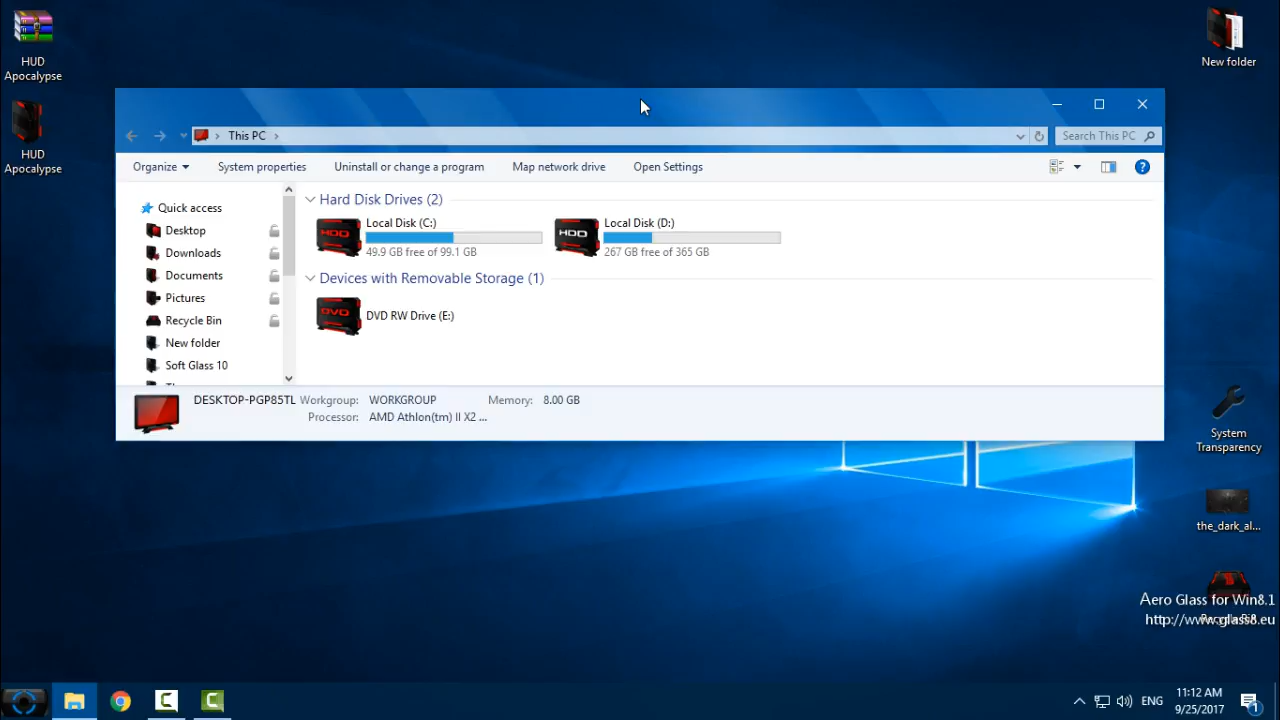 HUD
Apocalypse
HUD
Apocalypse
New folder
This PC
Search This PC
Organize
System properties
Uninstall or change a program
Map network drive
Open Settings
Quick access
Desktop
Downloads
Documents
Pictures
Recycle Bin
New folder
Soft Glass 10
Hard Disk Drives (2)
HDD
Local Disk (C:)
49.9 GB free of 99.1 GB
HDD
Local Disk (D:)
267 GB free of 365 GB
Devices with Removable Storage (1)
DVD
DVD RW Drive (E:)
DESKTOP-PGP85TL
Workgroup: WORKGROUP
Memory: 8.00 GB
Processor: AMD Athlon(tm) II X2 ...
System
Transparency
the_dark_al...
Aero Glass for Win8.1
http://www.glass8.eu
ENG
11:12 AM
9/25/2017
1